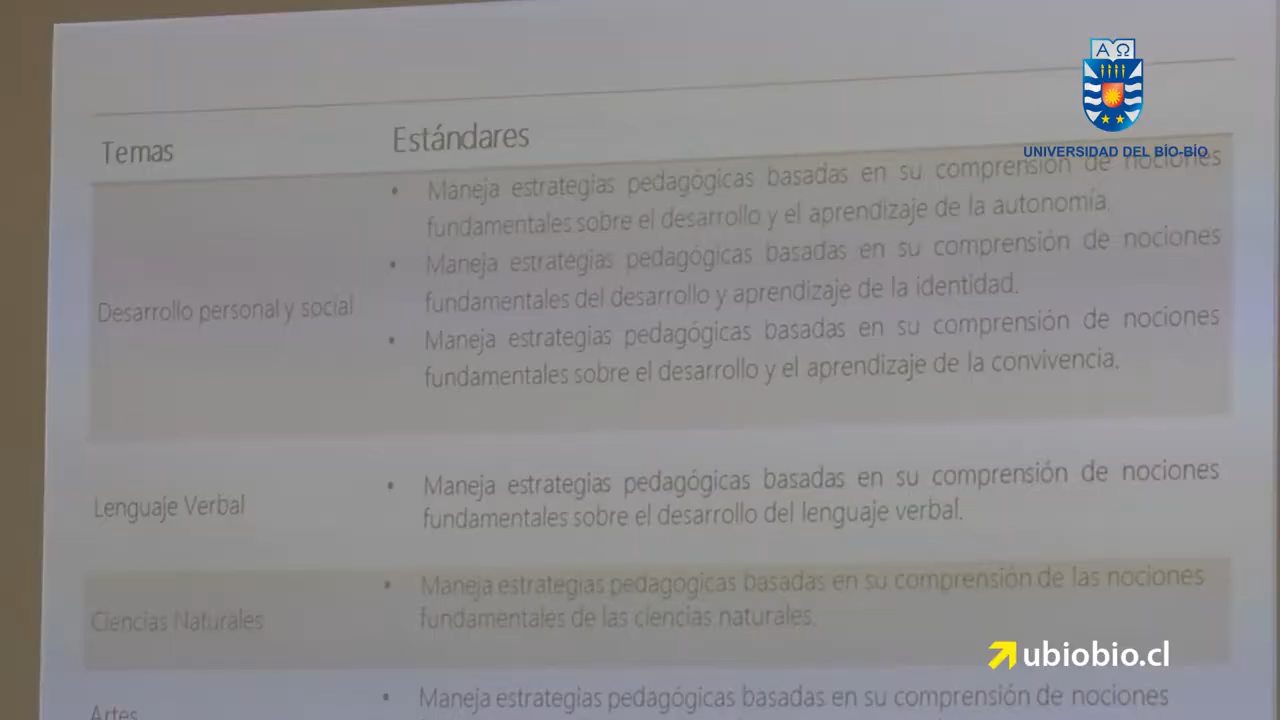 ΑΩ
UNIVERSIDAD DEL BÍO-BÍO
Temas
Estándares
Desarrollo personal y social
• Maneja estrategias pedagógicas basadas en su comprensión de nociones
fundamentales sobre el desarrollo y el aprendizaje de la autonomía.
• Maneja estrategias pedagógicas basadas en su comprensión de nociones
fundamentales del desarrollo y aprendizaje de la identidad.
• Maneja estrategias pedagógicas basadas en su comprensión de nociones
fundamentales sobre el desarrollo y el aprendizaje de la convivencia.
Lenguaje Verbal
• Maneja estrategias pedagógicas basadas en su comprensión de nociones
fundamentales sobre el desarrollo del lenguaje verbal.
Ciencias Naturales
• Maneja estrategias pedagógicas basadas en su comprensión de las nociones
fundamentales de las ciencias naturales.
Artes
• Maneja estrategias pedagógicas basadas en su comprensión de nociones
ubiobio.cl